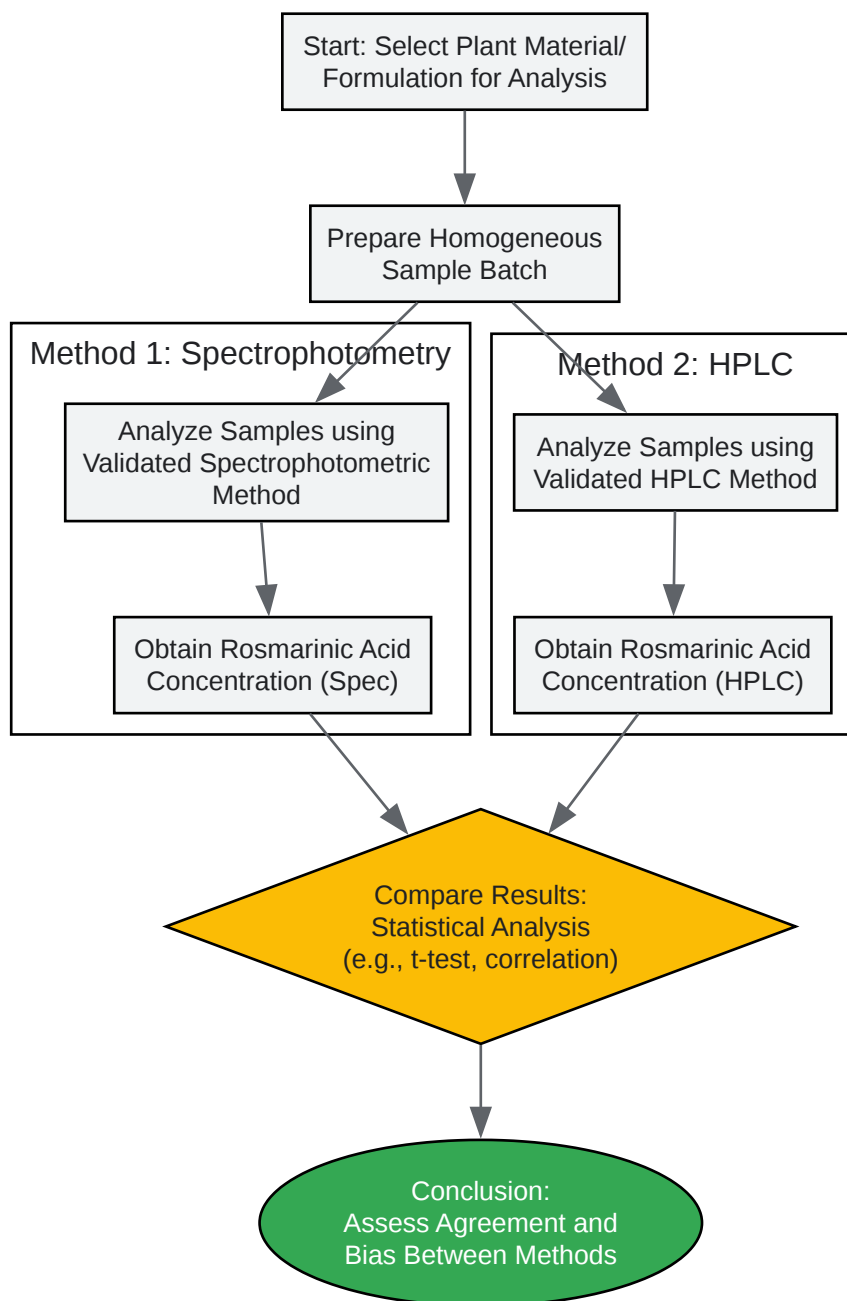 Start: Select Plant Material/
Formulation for Analysis
Prepare Homogeneous
Sample Batch
Method 1: Spectrophotometry
Analyze Samples using
Validated Spectrophotometric
Method
Obtain Rosmarinic Acid
Concentration (Spec)
Method 2: HPLC
Analyze Samples using
Validated HPLC Method
Obtain Rosmarinic Acid
Concentration (HPLC)
Compare Results:
Statistical Analysis
(e.g., t-test, correlation)
Conclusion:
Assess Agreement and
Bias Between Methods